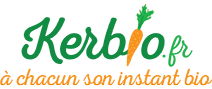 Kerbio.fr
à chacun son instant bio